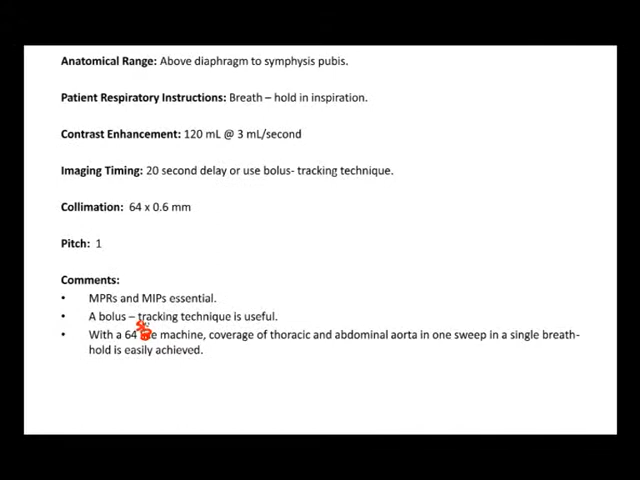 Anatomical Range: Above diaphragm to symphysis pubis.
Patient Respiratory Instructions: Breath – hold in inspiration.
Contrast Enhancement: 120 mL @ 3 mL/second
Imaging Timing: 20 second delay or use bolus- tracking technique.
Collimation: 64 x 0.6 mm
Pitch: 1
Comments:
• MPRs and MIPs essential.
• A bolus – tracking technique is useful.
• With a 64 machine, coverage of thoracic and abdominal aorta in one sweep in a single breath-
hold is easily achieved.